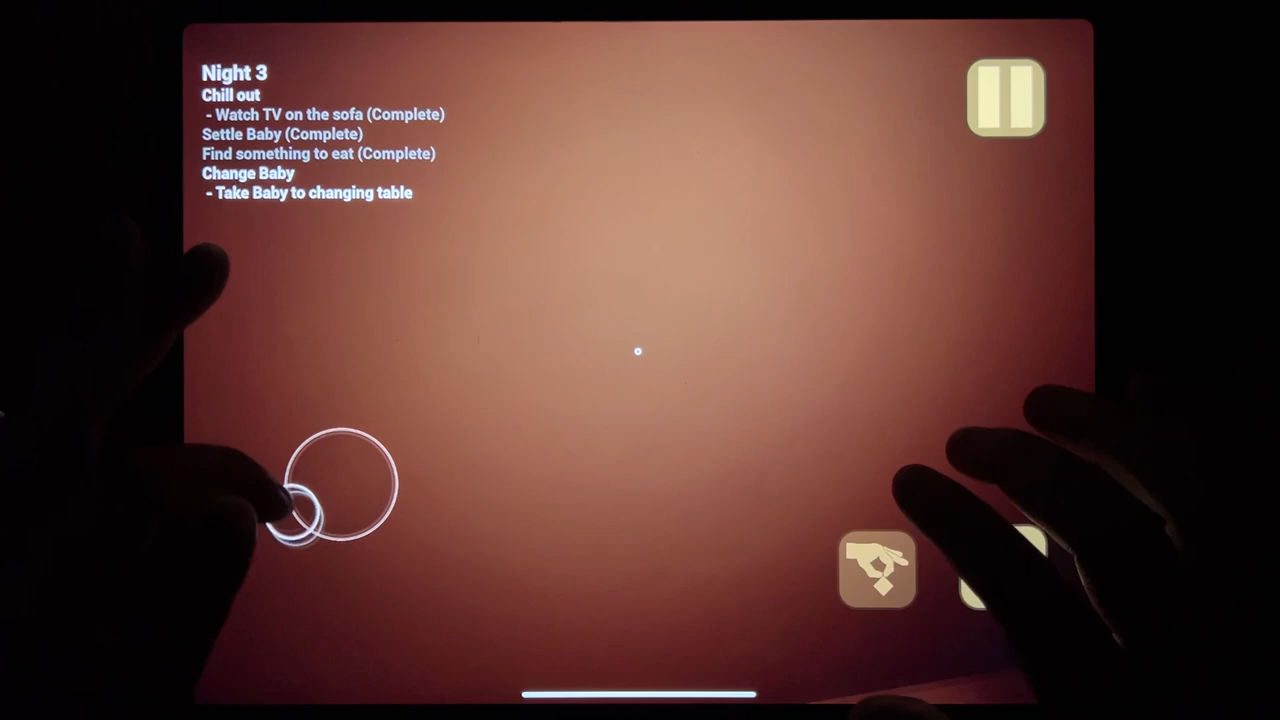 Night 3
Chill out
- Watch TV on the sofa (Complete)
Settle Baby (Complete)
Find something to eat (Complete)
Change Baby
- Take Baby to changing table